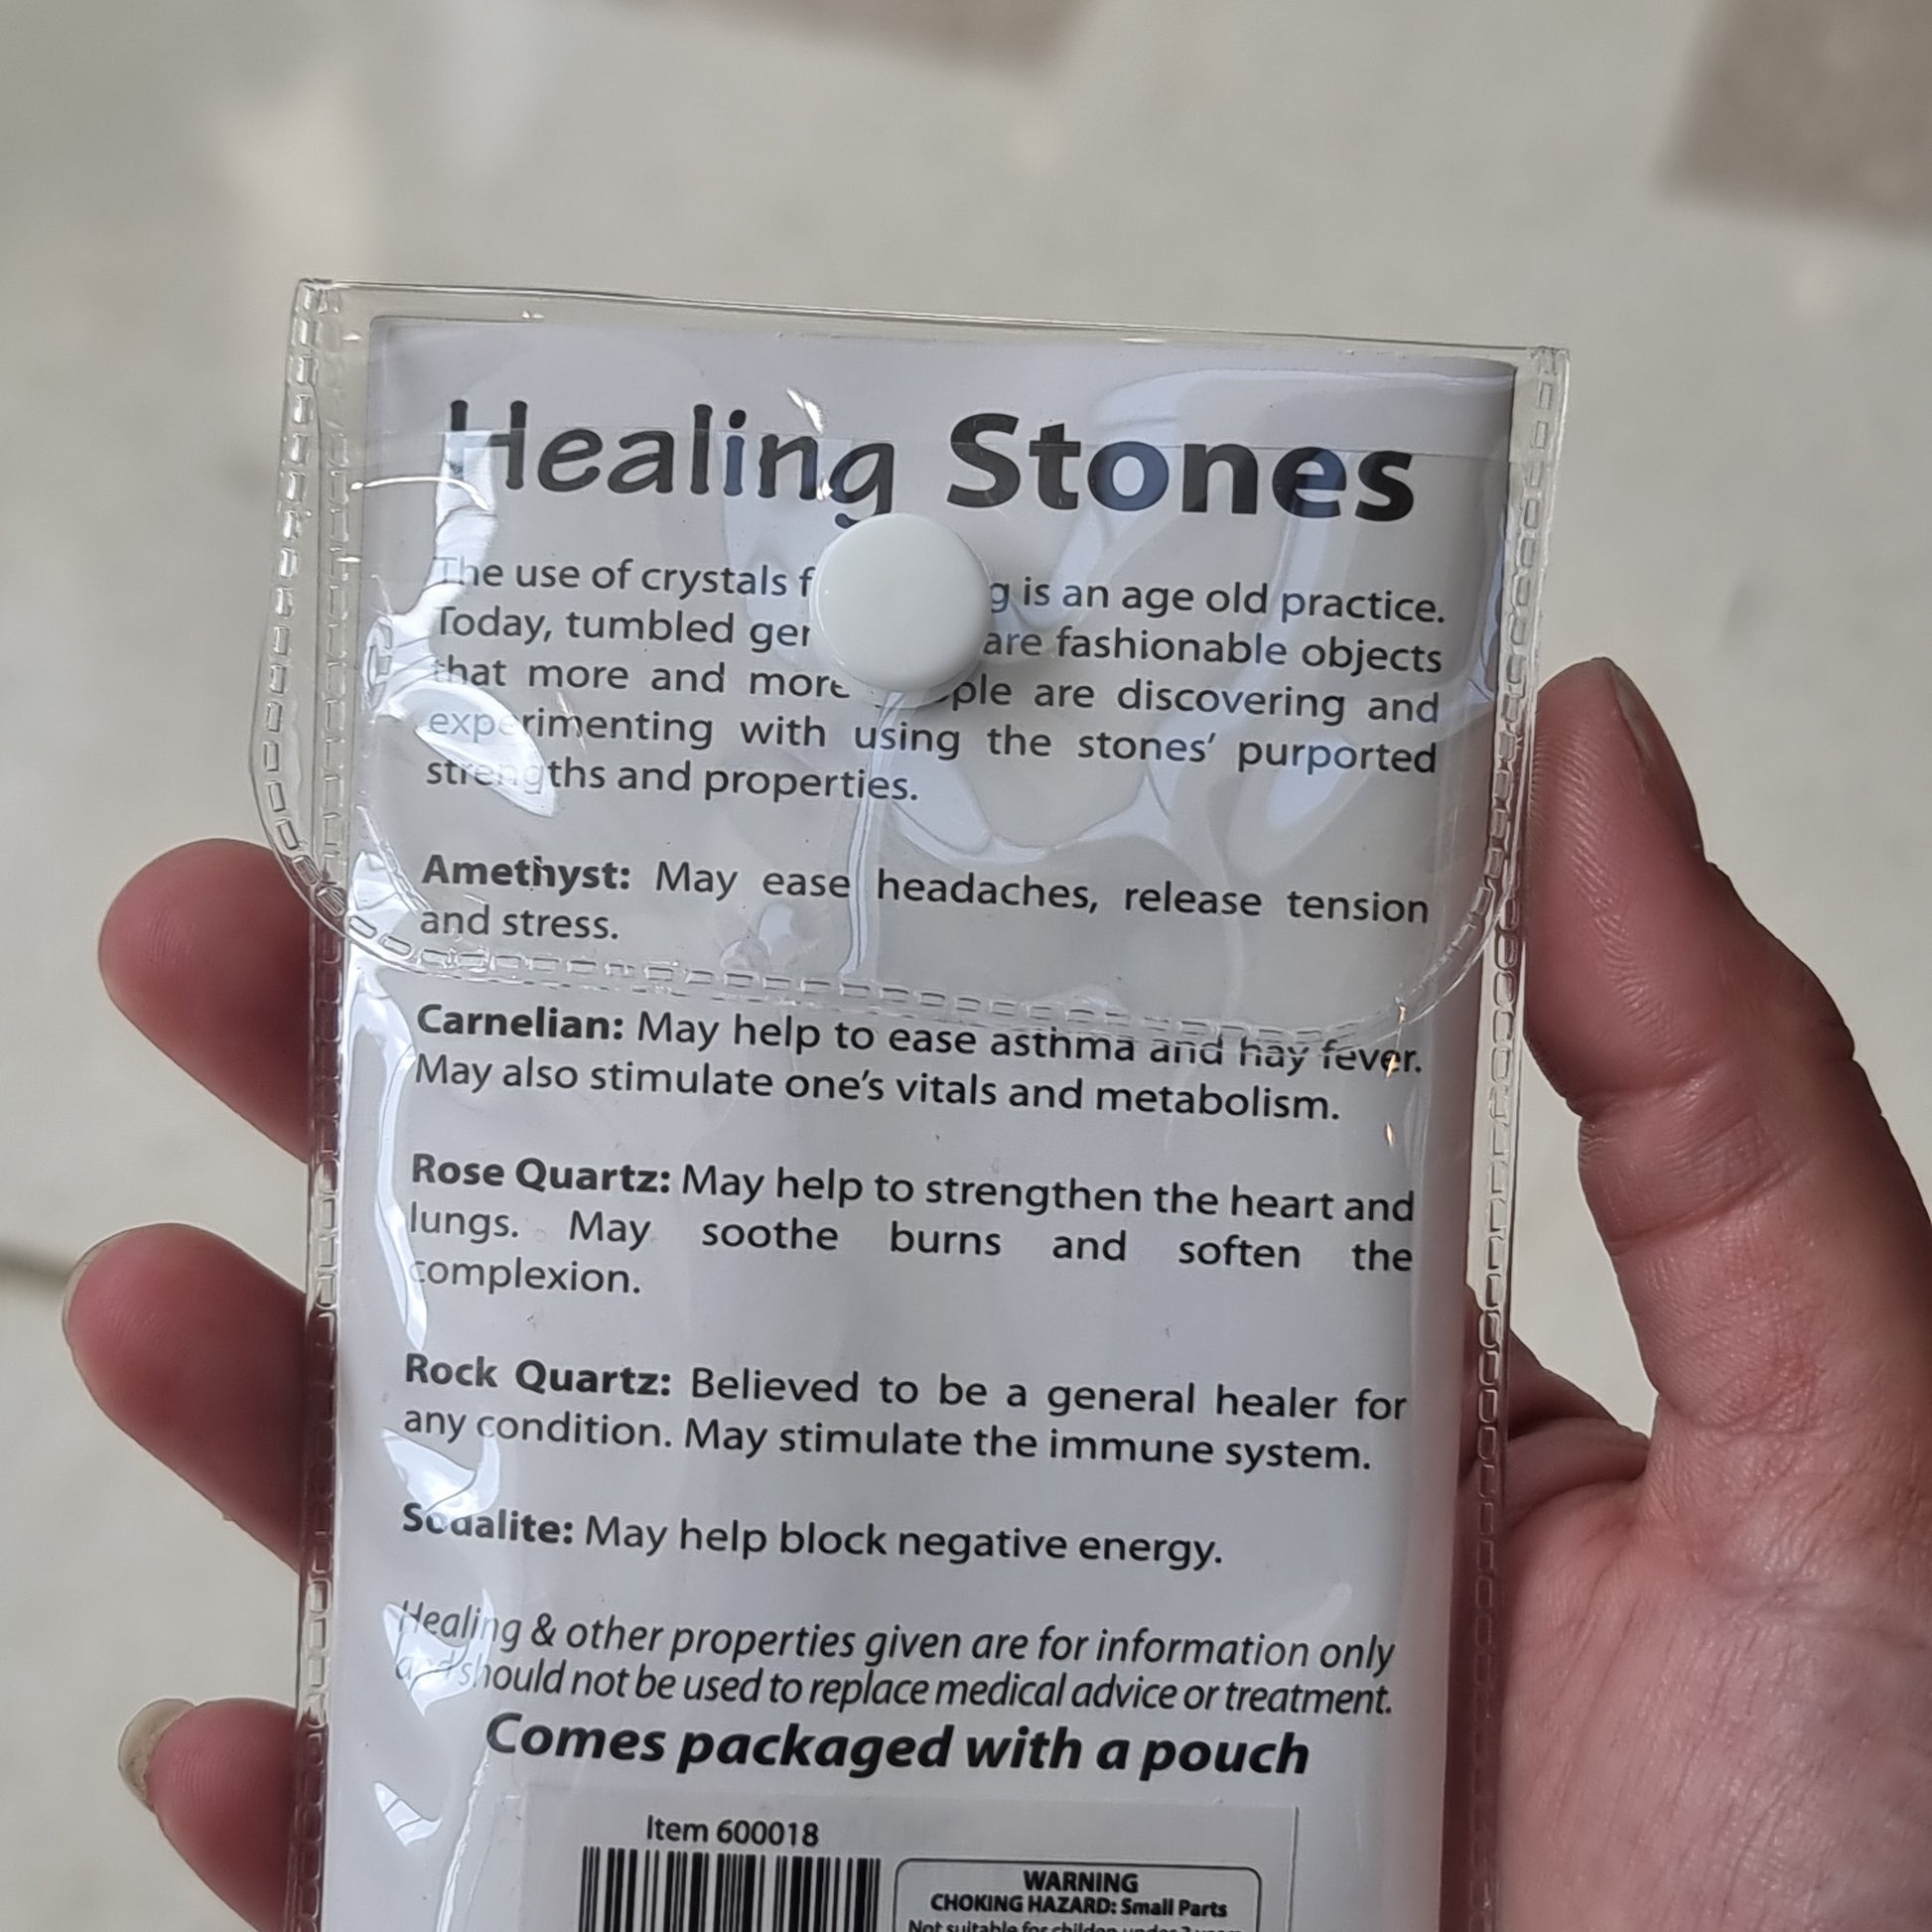 Healing Stones
The use of crystals f g is an age old practice.
Today, tumbled are fashionable objects
that more and more are discovering and
experimenting with using the stones’ purported
strengths and properties.
Amethyst: May ease headaches, release tension
and stress.
Carnelian: May help to ease asthma and hay fever.
May also stimulate one’s vitals and metabolism.
Rose Quartz: May help to strengthen the heart and
lungs. May soothe burns and soften the
complexion.
Rock Quartz: Believed to be a general healer for
any condition. May stimulate the immune system.
Sodalite: May help block negative energy.
Healing & other properties given are for information only
and should not be used to replace medical advice or treatment.
Comes packaged with a pouch
Item 600018
WARNING
CHOKING HAZARD: Small Parts
Not suitable for